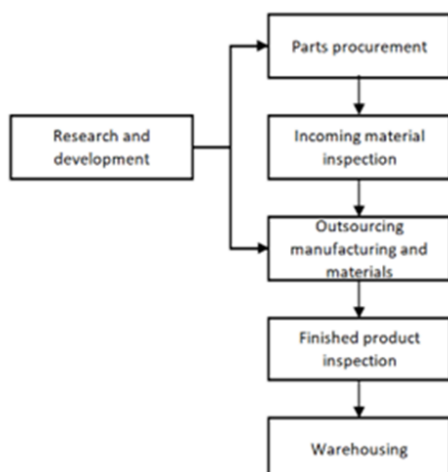 Parts procurement
Research and
development
Incoming material
inspection
Outsourcing
manufacturing and
materials
Finished product
inspection
Warehousing